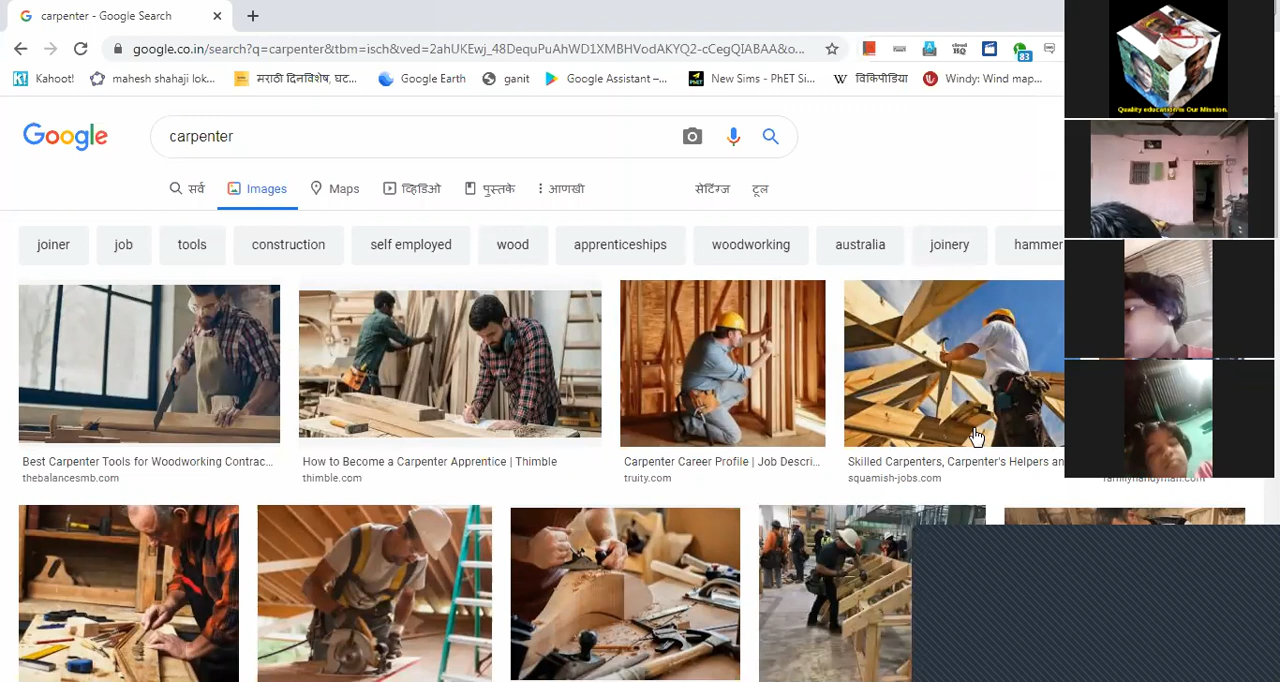 carpenter - Google Search
google.co.in/search?q=carpenter&tbm=isch&ved=2ahUKEwj_48DequPuAhWD1XMBHVodAKYQ2-cCegQIABAA&o...
cloud HQ
83
Kahoot!
mahesh shahaji lok...
मराठी दिनविशेष, घट...
Google Earth
ganit
Google Assistant –...
New Sims - PhET Si...
विकिपीडिया
Windy: Wind map...
Quality education is Our Mission.
Google
carpenter
सर्व
Images
Maps
व्हिडिओ
पुस्तके
आणखी
सेटिंग्ज
टूल
joiner
job
tools
construction
self employed
wood
apprenticeships
woodworking
australia
joinery
hammer
Best Carpenter Tools for Woodworking Contrac...
thebalancesmb.com
How to Become a Carpenter Apprentice | Thimble
thimble.com
Carpenter Career Profile | Job Descri...
truity.com
Skilled Carpenters, Carpenter's Helpers an
squamish-jobs.com
familyhandyman.com